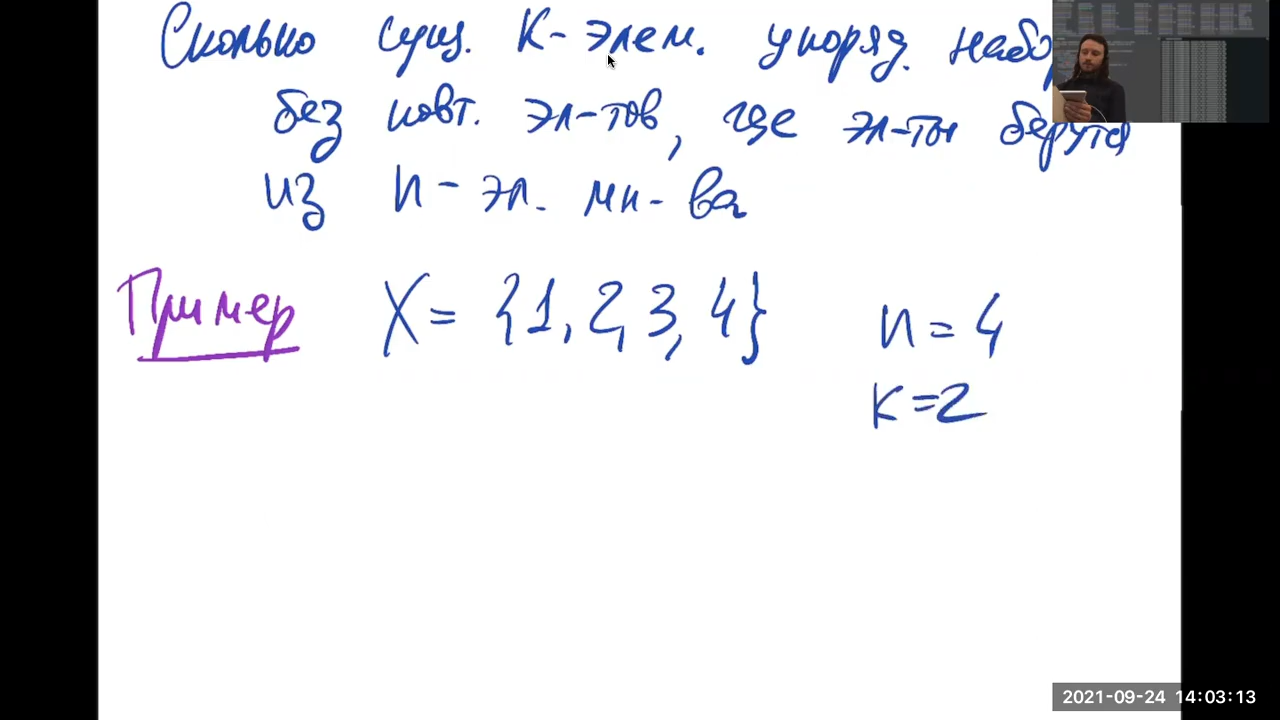 Сколько сущ. К-элем. упоряд. набо
без повт. эл-тов, где эл-ты берутся
из n-эл. мн-ва
Пример X = {1, 2, 3, 4} n = 4
k=2
2021-09-24 14:03:13